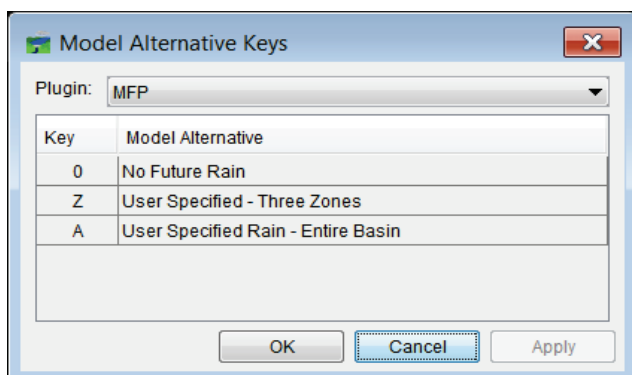 Model Alternative Keys
Plugin: MFP
Key Model Alternative
0 No Future Rain
Z User Specified - Three Zones
A User Specified Rain - Entire Basin
OK Cancel Apply